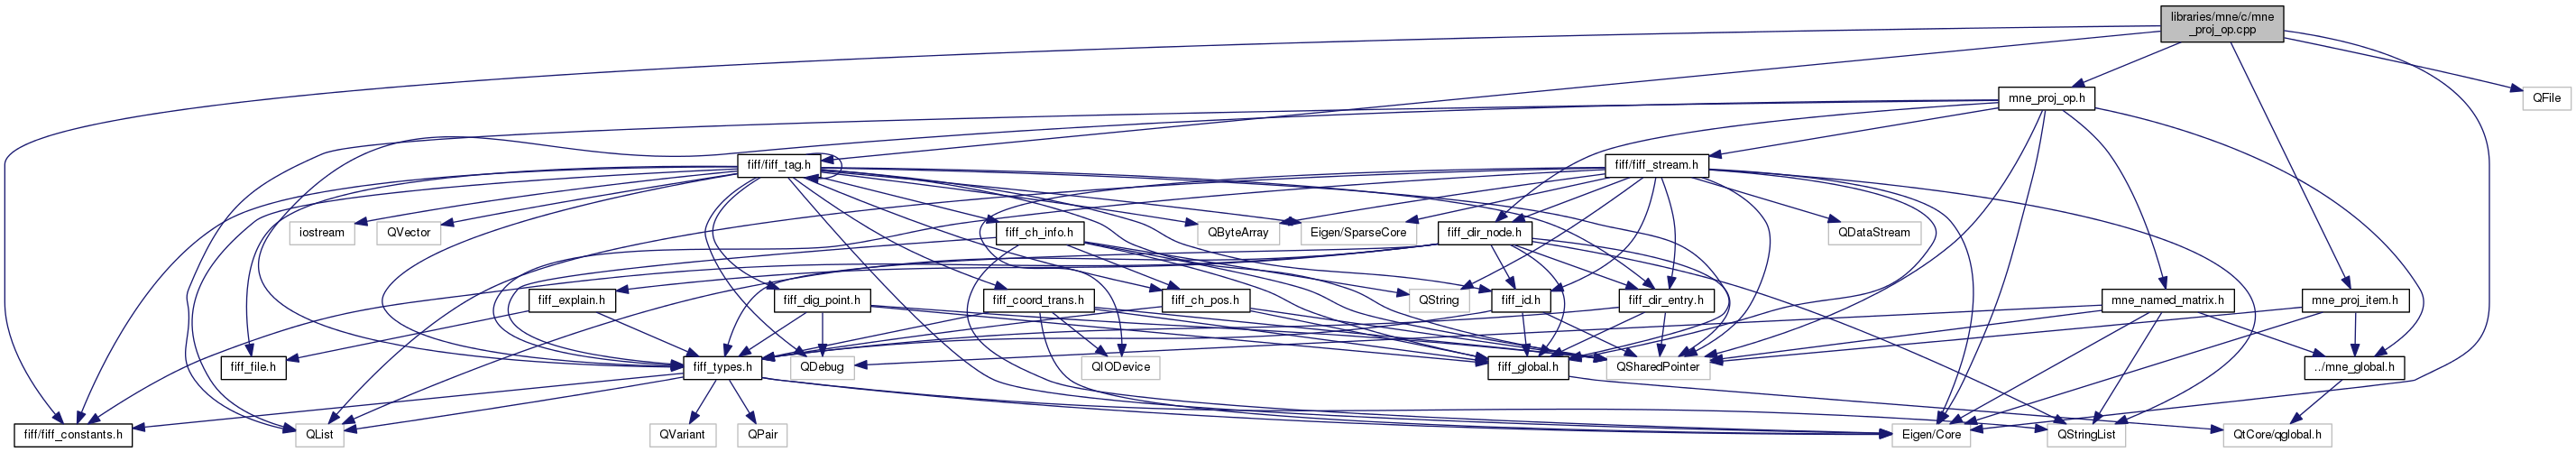 libraries/mne/c/mne
_proj_op.cpp
mne_proj_op.h
QFile
fiff/fiff_tag.h
fiff/fiff_stream.h
iostream
QVector
fiff_ch_info.h
QByteArray
Eigen/SparseCore
fiff_dir_node.h
QDataStream
fiff_explain.h
fiff_dig_point.h
fiff_coord_trans.h
fiff_ch_pos.h
QString
fiff_id.h
fiff_dir_entry.h
mne_named_matrix.h
mne_proj_item.h
fiff_file.h
fiff_types.h
QDebug
QIODevice
fiff_global.h
QSharedPointer
../mne_global.h
fiff/fiff_constants.h
QList
QVariant
QPair
Eigen/Core
QStringList
QtCore/qglobal.h